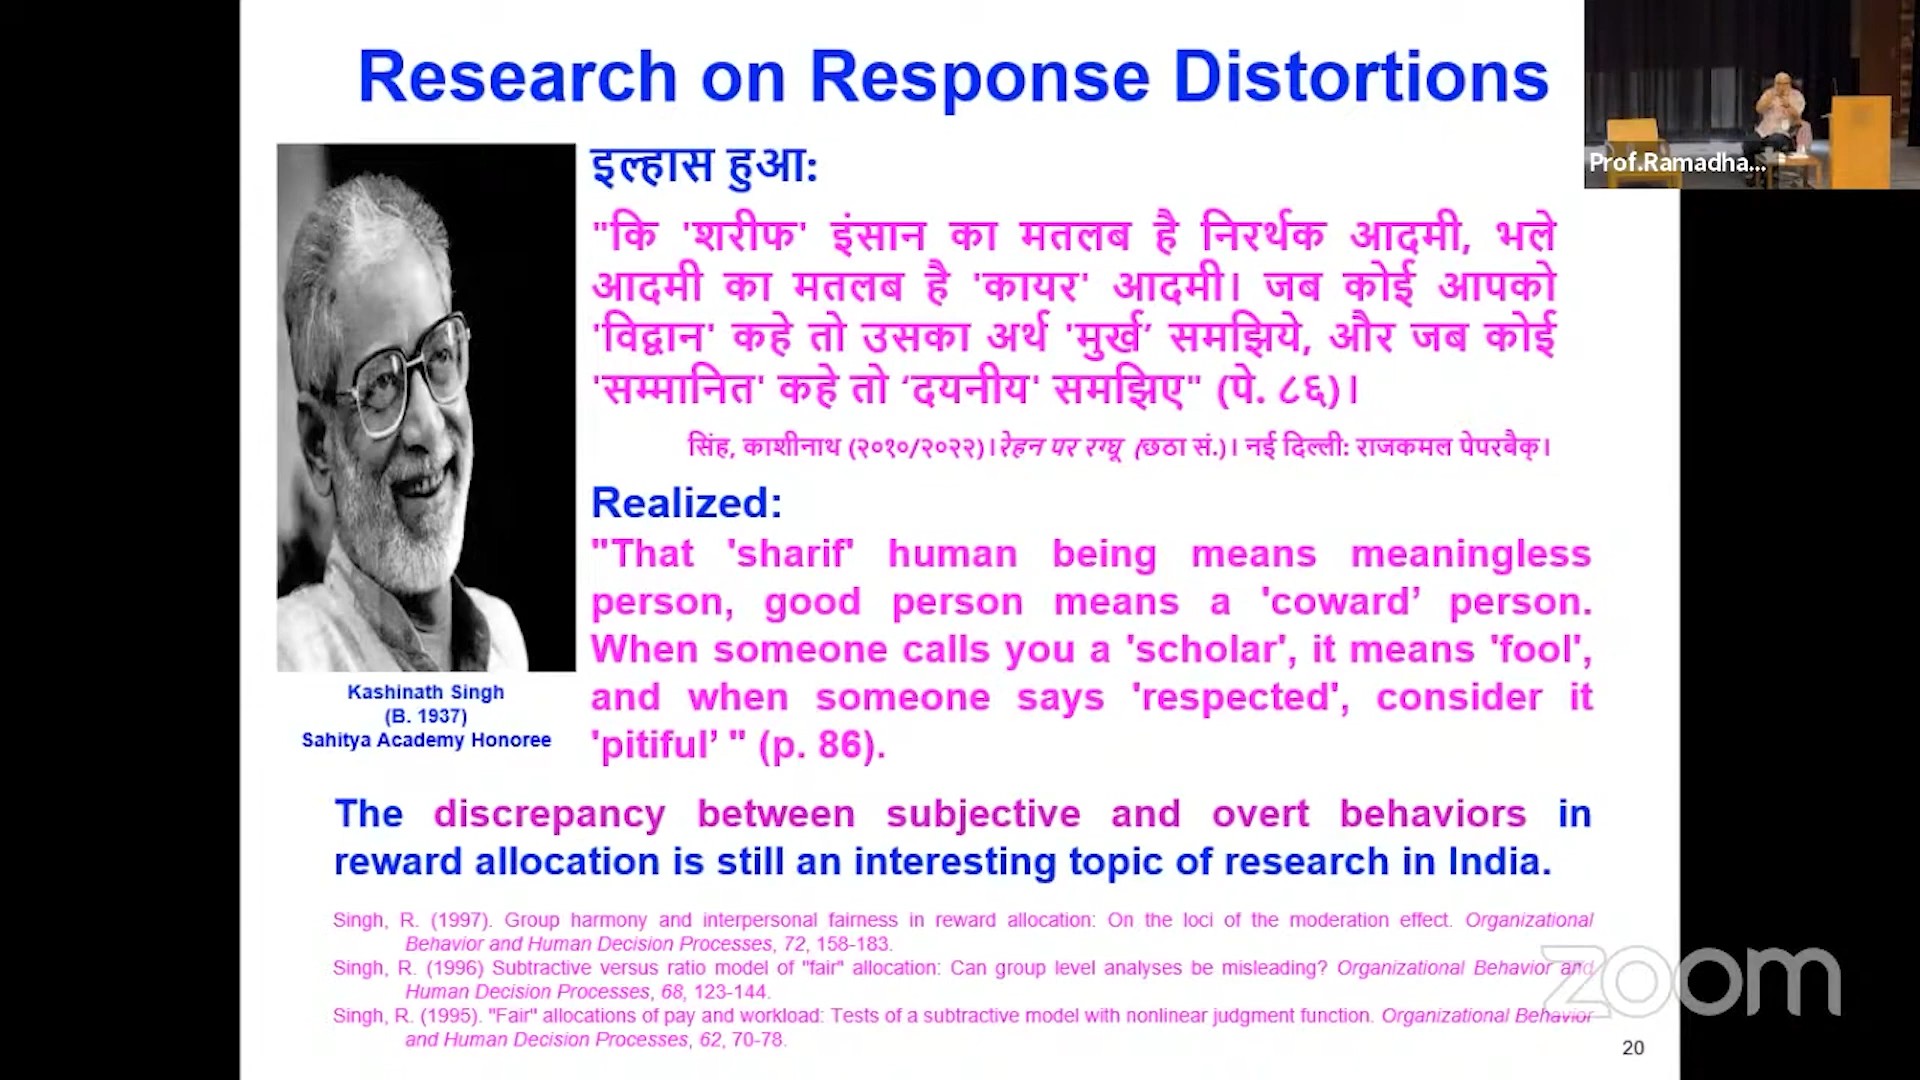 Research on Response Distortions
Prof.Ramadha...
इल्हास हुआ:
"कि 'शरीफ' इंसान का मतलब है निरर्थक आदमी, भले
आदमी का मतलब है 'कायर' आदमी। जब कोई आपको
'विद्वान' कहे तो उसका अर्थ 'मुर्ख’ समझिये, और जब कोई
'सम्मानित' कहे तो ‘दयनीय' समझिए" (पे. ८६)।
सिंह, काशीनाथ (२०१०/२०२२)।रेहन पर रग्घू (छठा सं.)। नई दिल्ली: राजकमल पेपरबैक्।
Realized:
"That 'sharif' human being means meaningless
person, good person means a 'coward’ person.
When someone calls you a 'scholar', it means 'fool',
and when someone says 'respected', consider it
'pitiful’ " (p. 86).
Kashinath Singh
(B. 1937)
Sahitya Academy Honoree
The discrepancy between subjective and overt behaviors in
reward allocation is still an interesting topic of research in India.
Singh, R. (1997). Group harmony and interpersonal fairness in reward allocation: On the loci of the moderation effect. Organizational
Behavior and Human Decision Processes, 72, 158-183.
Singh, R. (1996) Subtractive versus ratio model of "fair" allocation: Can group level analyses be misleading? Organizational Behavior and
Human Decision Processes, 68, 123-144.
Singh, R. (1995). "Fair" allocations of pay and workload: Tests of a subtractive model with nonlinear judgment function. Organizational Behavior
and Human Decision Processes, 62, 70-78.
zoom
20